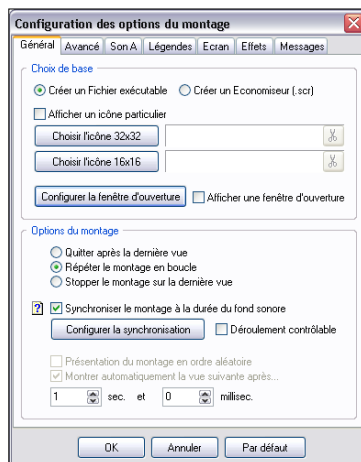 Configuration des options du montage
Général Avancé Son A Légendes Ecran Effets Messages
Choix de base
Créer un Fichier exécutable Créer un Economiseur (.scr)
Afficher un icône particulier
Choisir l'icône 32x32
Choisir l'icône 16x16
Configurer la fenêtre d'ouverture Afficher une fenêtre d'ouverture
Options du montage
Quitter après la dernière vue
Répéter le montage en boucle
Stopper le montage sur la dernière vue
? Synchroniser le montage à la durée du fond sonore
Configurer la synchronisation Déroulement contrôlable
Présentation du montage en ordre aléatoire
Montrer automatiquement la vue suivante après...
1 sec. et 0 millisec.
OK Annuler Par défaut